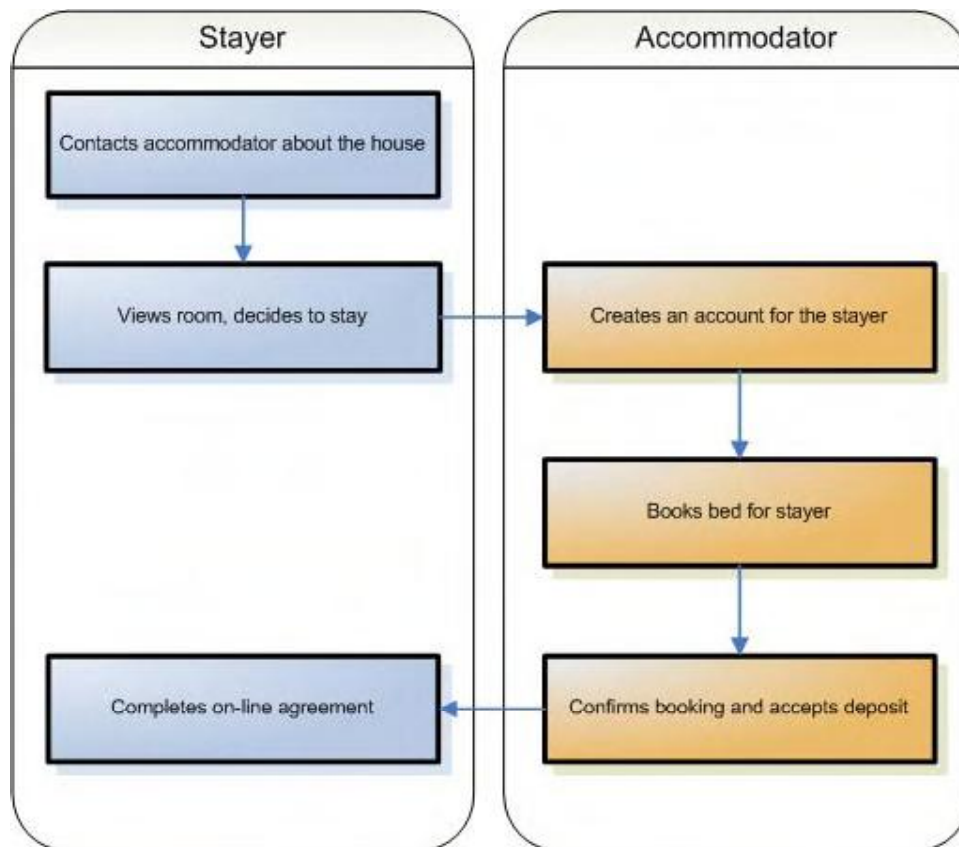 Stayer
Accommodator
Contacts accommodator about the house
Views room, decides to stay
Creates an account for the stayer
Books bed for stayer
Completes on-line agreement
Confirms booking and accepts deposit